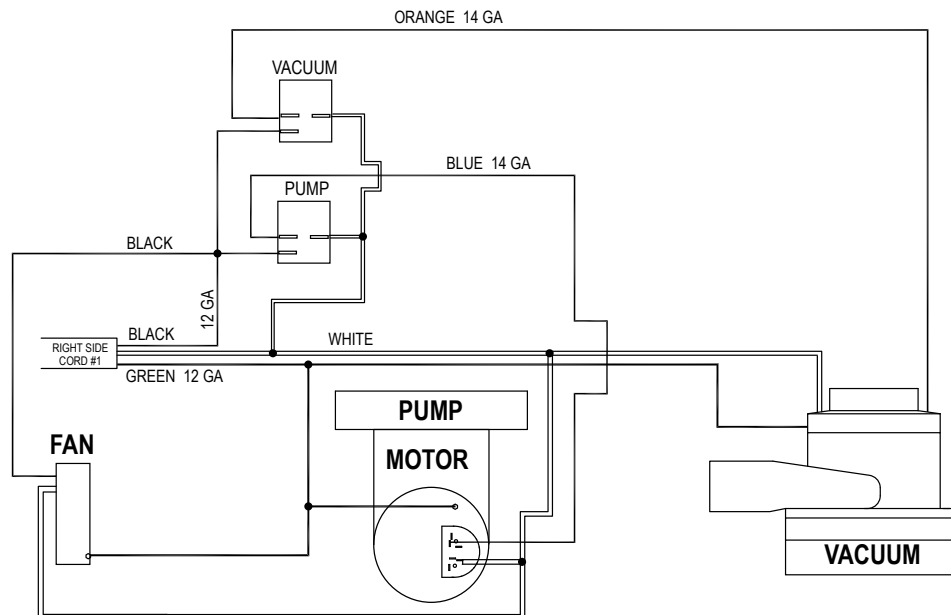 ORANGE 14 GA
VACUUM
BLUE 14 GA
PUMP
BLACK
12 GA
BLACK
WHITE
RIGHT SIDE
CORD #1
GREEN 12 GA
PUMP
FAN
MOTOR
VACUUM